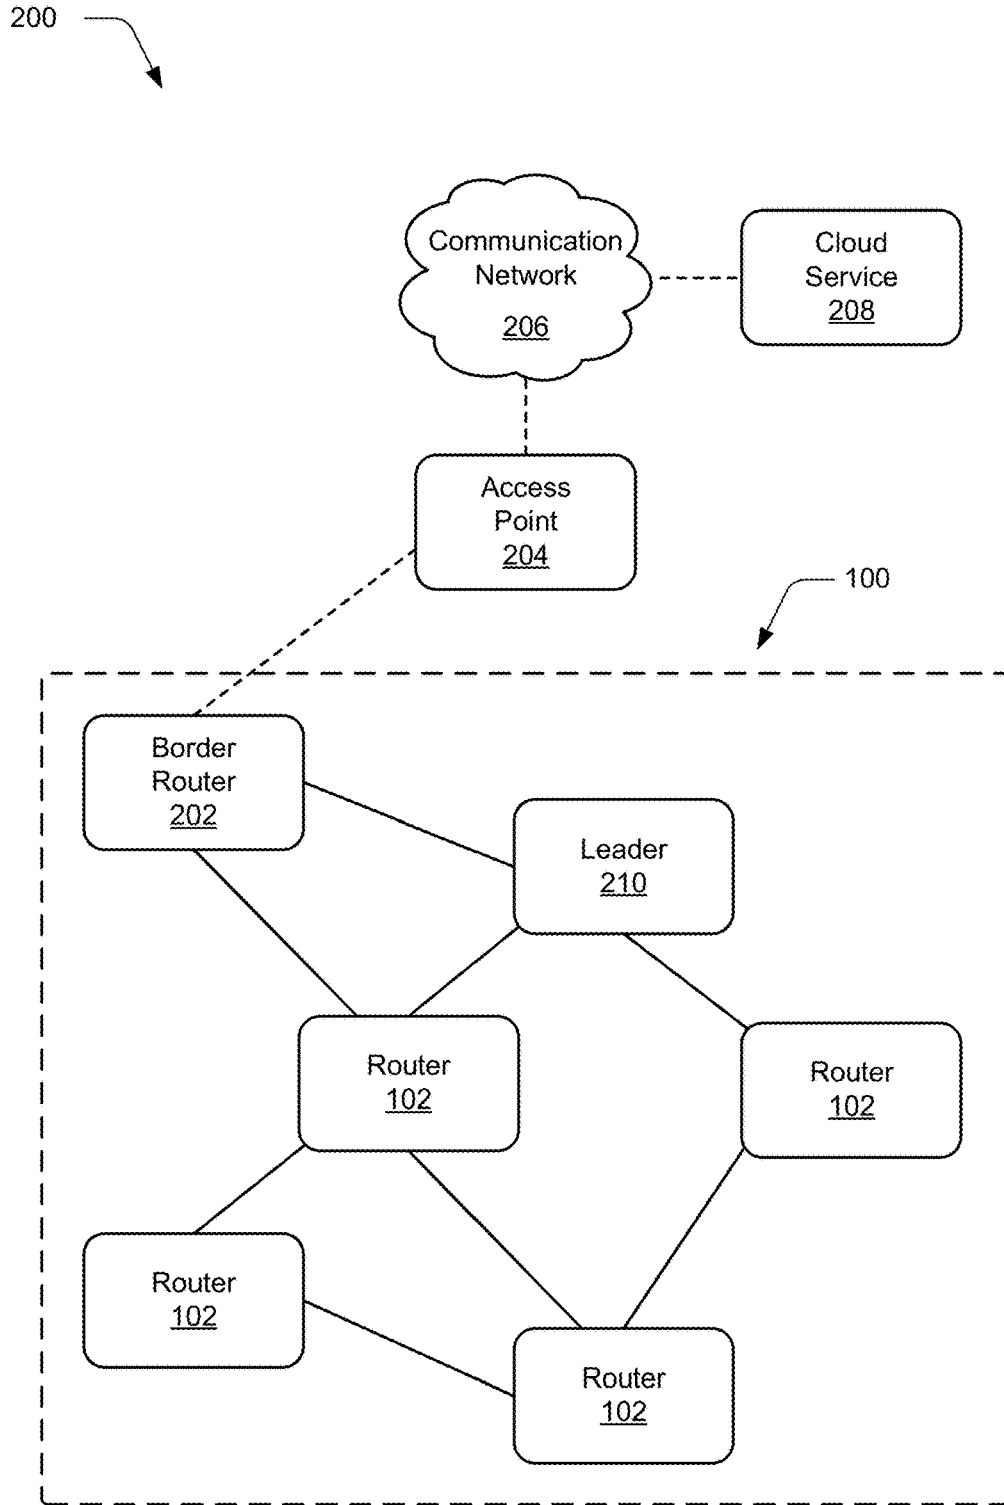 200
Communication
Network
206
Cloud
Service
208
Access
Point
204
100
Border
Router
202
Leader
210
Router
102
Router
102
Router
102
Router
102